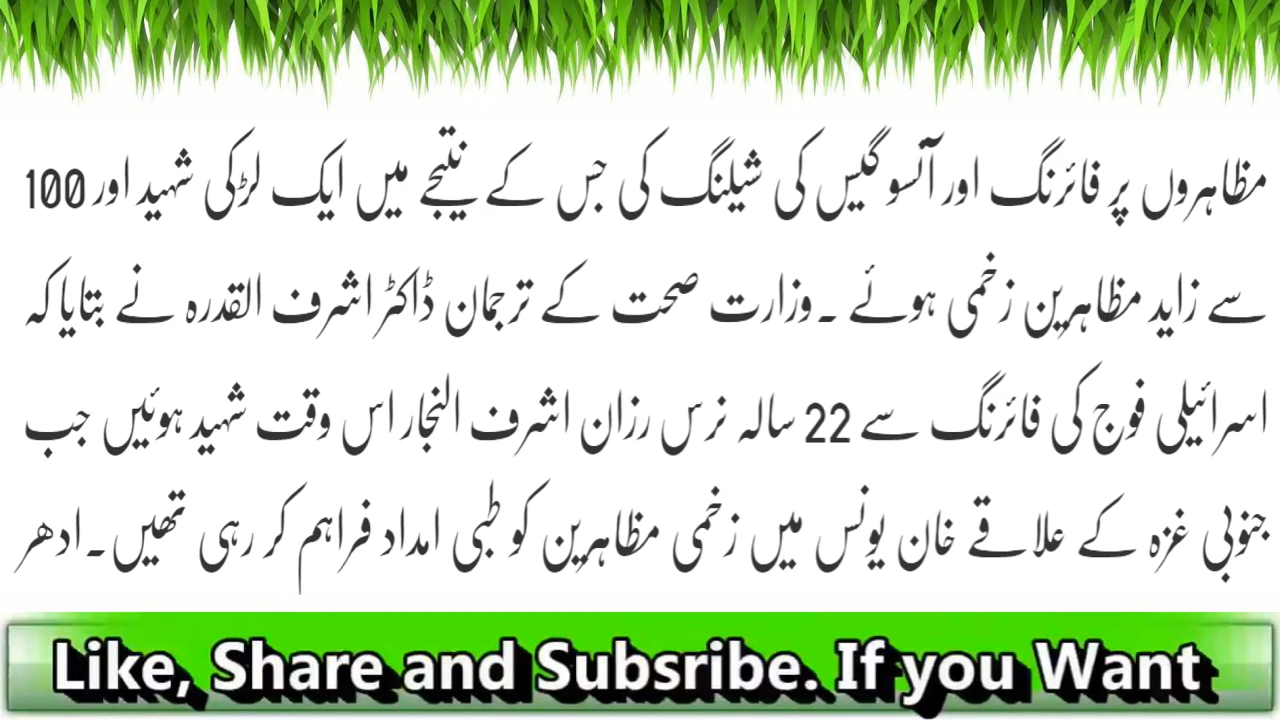 مظاہروں پر فائرنگ اور آنسو گیس کی شیلنگ کی جس کے نیتجے میں ایک لڑکی شہید اور 100
سے زاید مظاہرین زخمی ہوئے ۔وزارت صحت کے ترجمان ڈاکٹر اشرف القدرہ نے بتایا کہ
اسرائیلی فوج کی فائرنگ سے 22 سالہ نرس رزان اشرف النجار اس وقت شہید ہوئیں جب
جنوبی غزہ کے علاقے خان یونس میں زخمی مظاہرین کو طبی امداد فراہم کر رہی تھیں۔ ادھر
Like, Share and Subsribe. If you Want